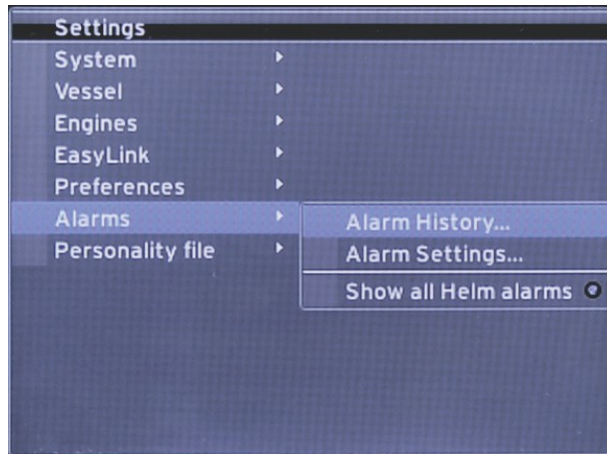 Settings
System
Vessel
Engines
EasyLink
Preferences
Alarms
Personality file
Alarm History...
Alarm Settings...
Show all Helm alarms